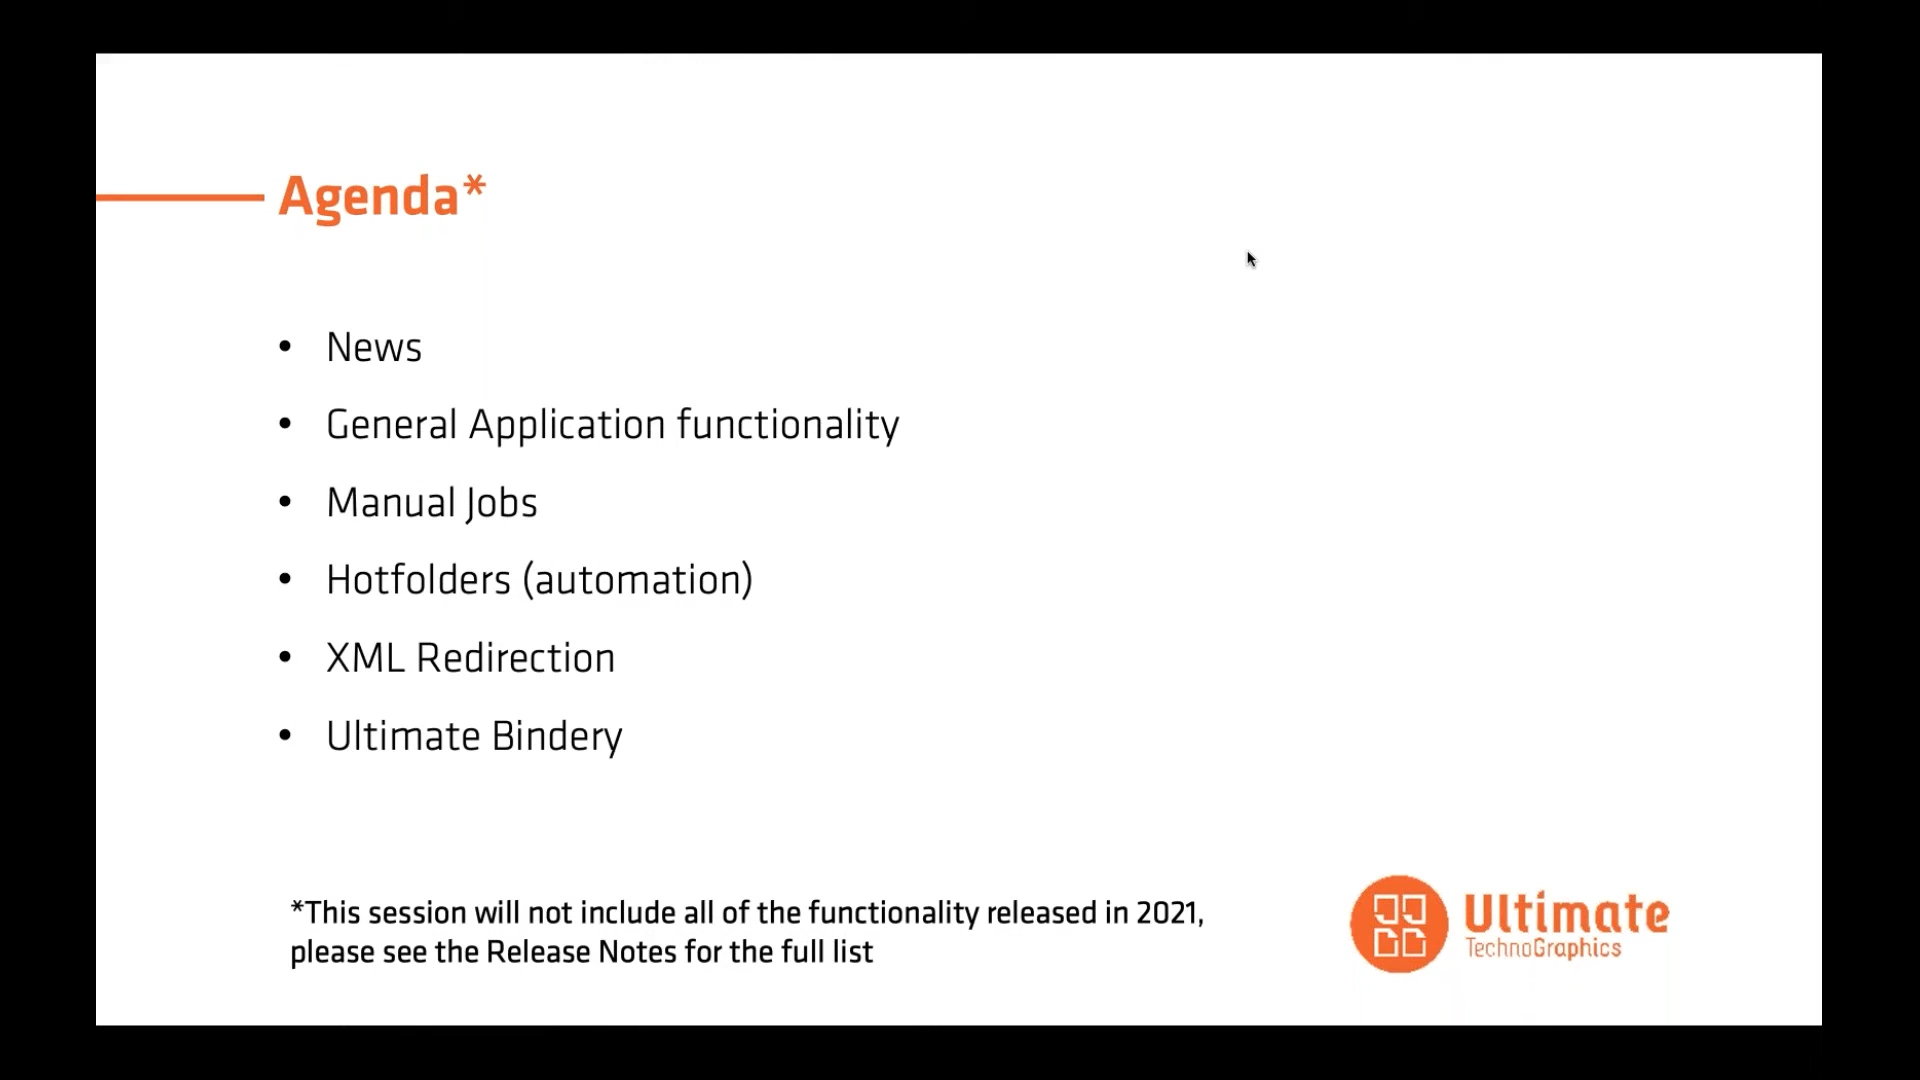 Agenda*
• News
• General Application functionality
• Manual Jobs
• Hotfolders (automation)
• XML Redirection
• Ultimate Bindery
*This session will not include all of the functionality released in 2021,
please see the Release Notes for the full list
Ultimate
TechnoGraphics